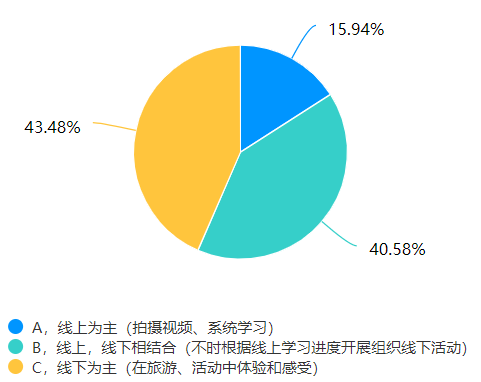 15.94%
43.48%
40.58%
A，线上为主（拍摄视频、系统学习）
B，线上，线下相结合（不时根据线上学习进度开展组织线下活动）
C，线下为主（在旅游、活动中体验和感受）